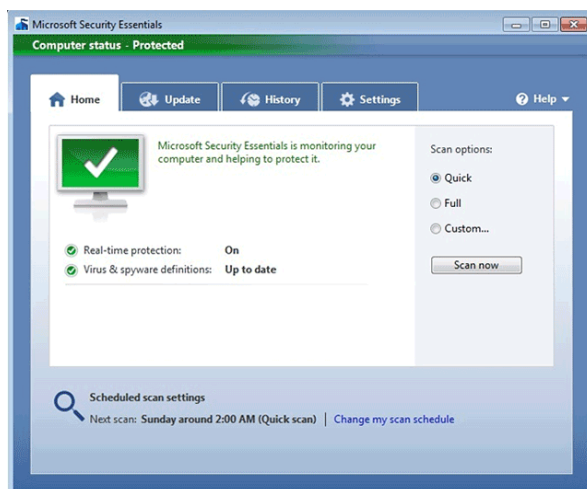 Microsoft Security Essentials
Computer status - Protected
Home
Update
History
Settings
Help
Microsoft Security Essentials is monitoring your
computer and helping to protect it.
Real-time protection: On
Virus & spyware definitions: Up to date
Scan options:
Quick
Full
Custom...
Scan now
Scheduled scan settings
Next scan: Sunday around 2:00 AM (Quick scan)
Change my scan schedule